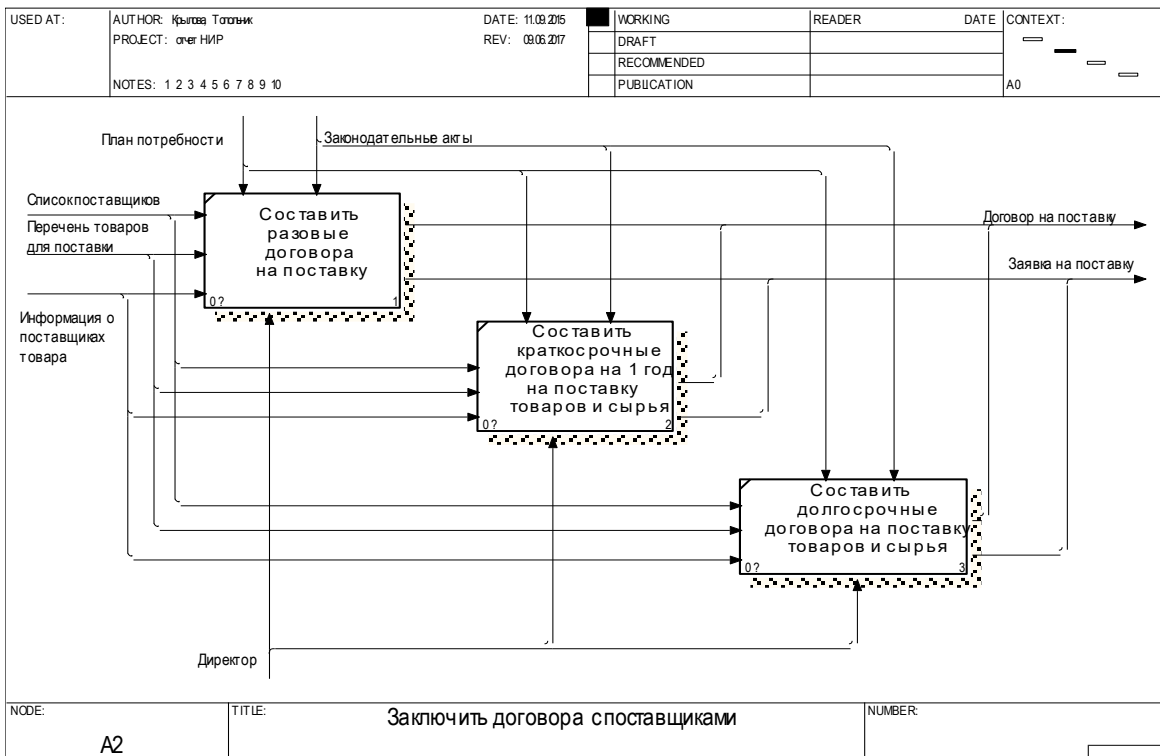 USED AT:
AUTHOR: Крылова, Топольник
DATE: 11.09.2015
WORKING
READER
DATE
CONTEXT:
PROJECT: отчет НИР
REV: 09.06.2017
DRAFT
RECOMMENDED
NOTES: 1 2 3 4 5 6 7 8 9 10
PUBLICATION
A0
План потребности
Законодательные акты
Список поставщиков
Перечень товаров
для поставки
Информация о
поставщиках
товара
Составить
разовые
договора
на поставку
0?
1
Договор на поставку
Заявка на поставку
Составить
краткосрочные
договора на 1 год
на поставку
товаров и сырья
0?
2
Составить
долгосрочные
договора на поставку
товаров и сырья
0?
3
Директор
NODE:
TITLE:
NUMBER:
A2
Заключить договора с поставщиками